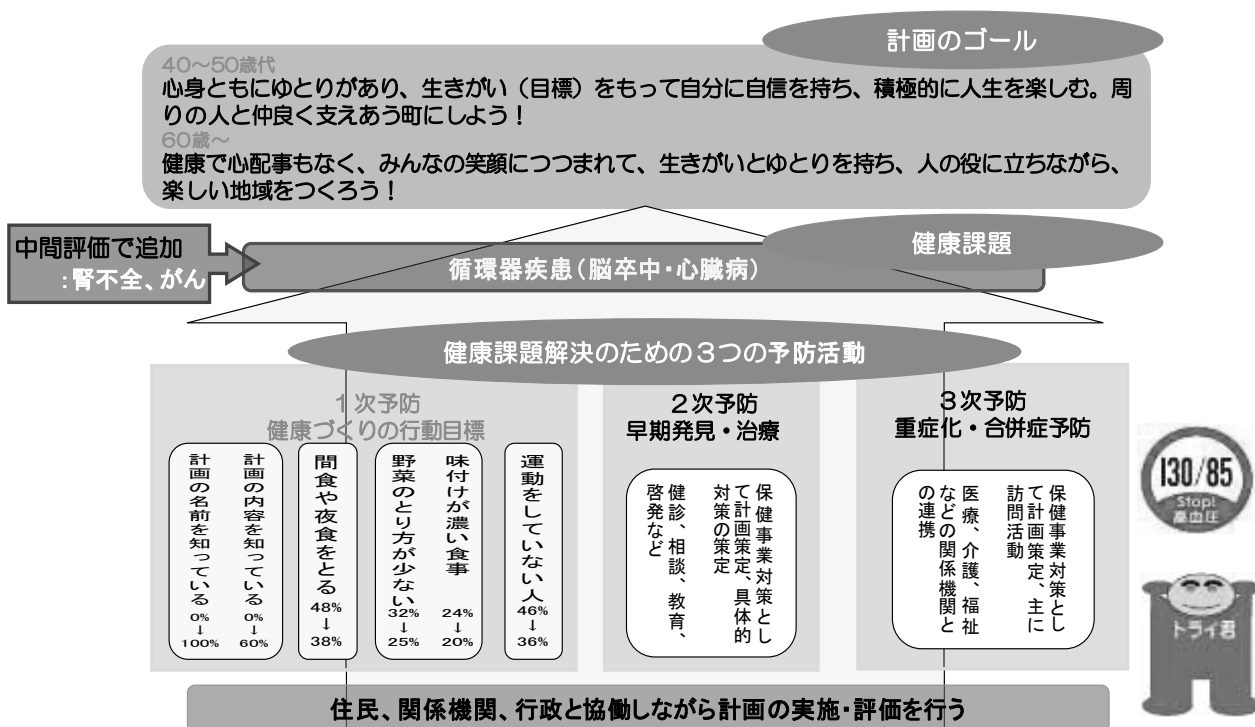 計画のゴール
40～50歳代
心身ともにゆとりがあり、生きがい（目標）をもって自分に自信を持ち、積極的に人生を楽しむ。周
りの人と仲良く支えあう町にしよう！
60歳～
健康で心配事もなく、みんなの笑顔につつまれて、生きがいとゆとりを持ち、人の役に立ちながら、
楽しい地域をつくろう！
健康課題
中間評価で追加
：腎不全、がん
循環器疾患（脳卒中・心臓病）
健康課題解決のための３つの予防活動
１次予防
健康づくりの行動目標
運動をしていない人
46%
↓
36%
味付けが濃い食事
24%
↓
20%
野菜のとり方が少ない
32%
↓
25%
間食や夜食をとる
48%
↓
38%
計画の内容を知っている
0%
↓
60%
計画の名前を知っている
0%
↓
100%
２次予防
早期発見・治療
保健事業対策とし
て計画策定、具体的
対策の策定
健診、相談、教育、
啓発など
３次予防
重症化・合併症予防
保健事業対策とし
て計画策定、主に
訪問活動
医療、介護、福祉
などの関係機関と
の連携
130/85
Stop!
高血圧
トライ君
住民、関係機関、行政と協働しながら計画の実施・評価を行う